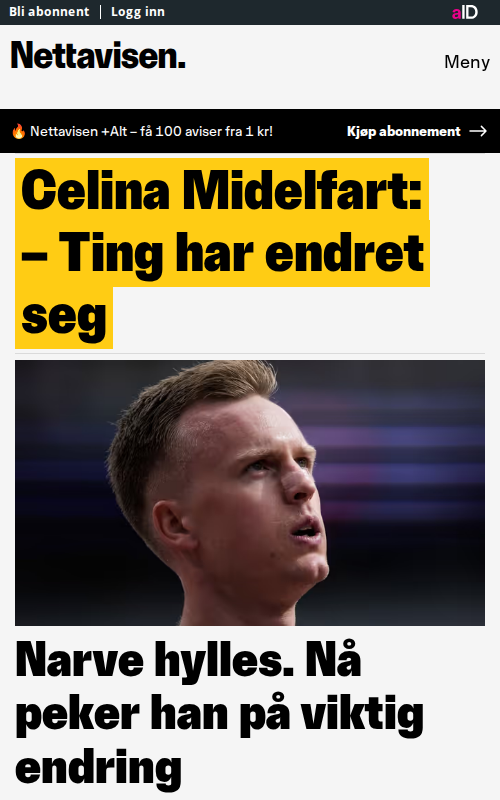 Bli abonnent | Logg inn
aID
Nettavisen.
Meny
🔥 Nettavisen +Alt – få 100 aviser fra 1 kr!
Kjøp abonnement →
Celina Midelfart:
– Ting har endret
seg
Narve hylles. Nå
peker han på viktig
endring